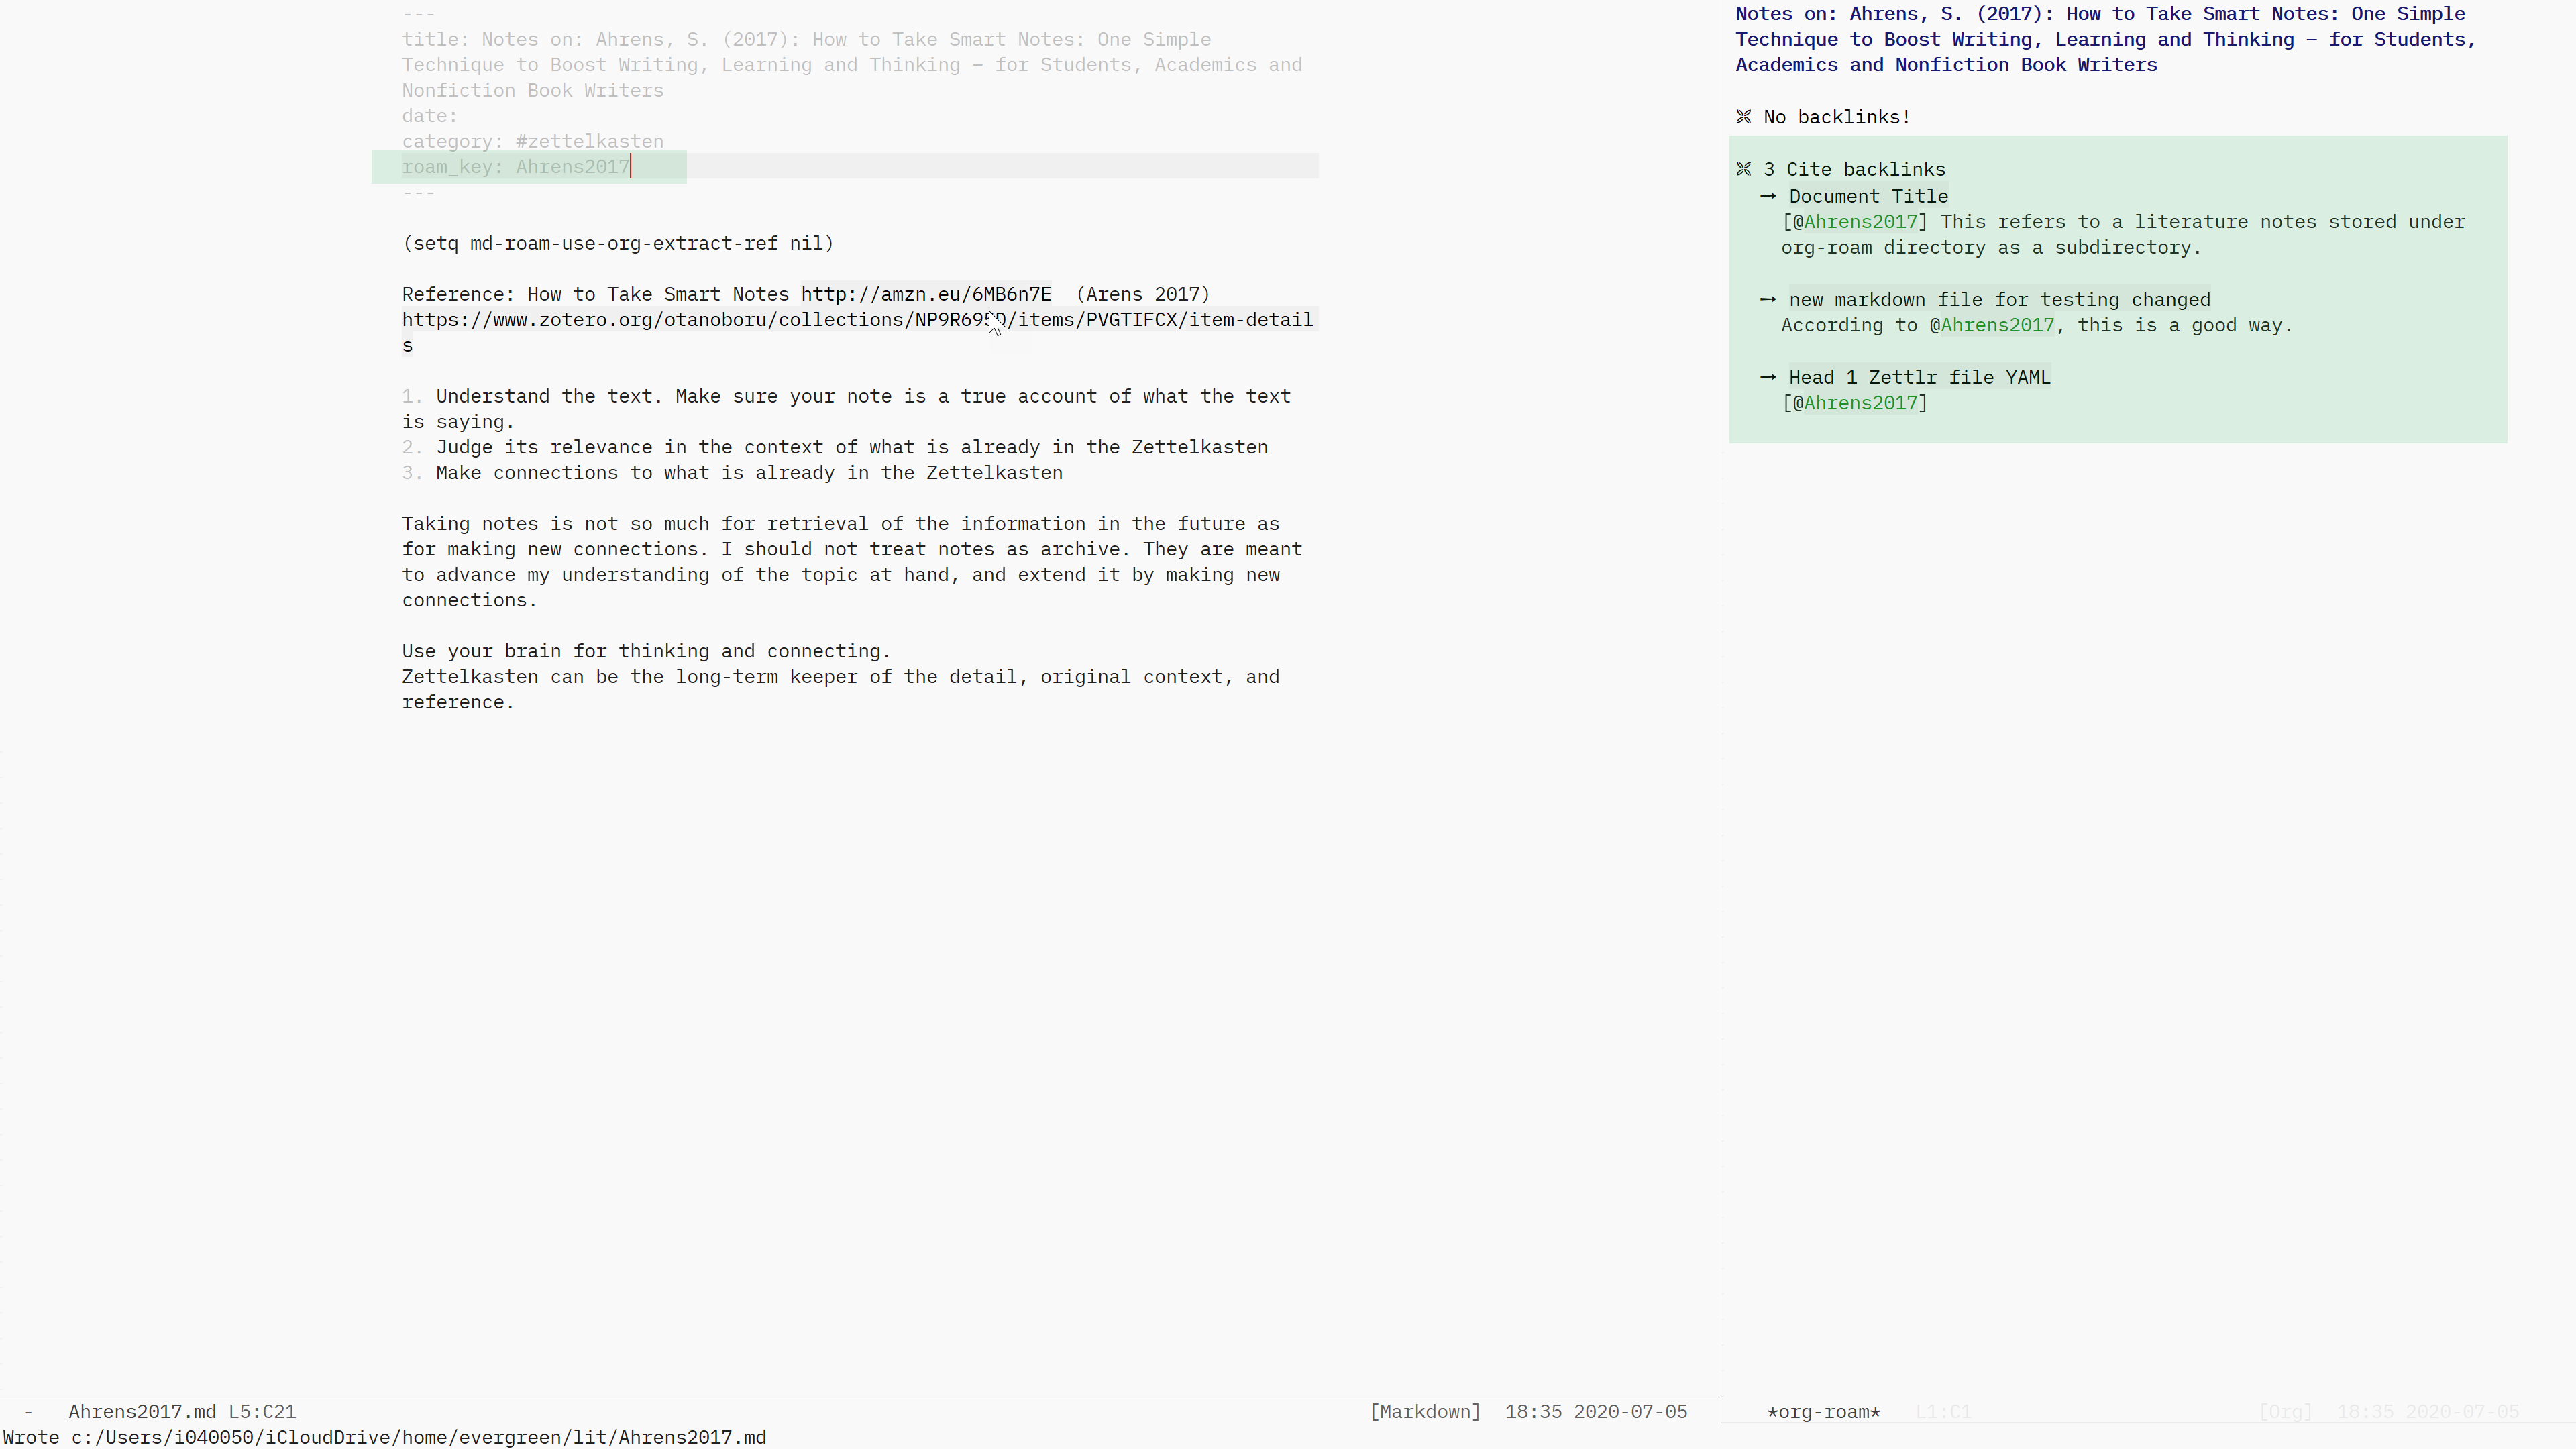 ---
title: Notes on: Ahrens, S. (2017): How to Take Smart Notes: One Simple
Technique to Boost Writing, Learning and Thinking – for Students, Academics and
Nonfiction Book Writers
date:
category: #zettelkasten
roam_key: Ahrens2017
---
(setq md-roam-use-org-extract-ref nil)
Reference: How to Take Smart Notes http://amzn.eu/6MB6n7E  (Arens 2017)
https://www.zotero.org/otanoboru/collections/NP9R695D/items/PVGTIFCX/item-detail
s
1. Understand the text. Make sure your note is a true account of what the text
is saying.
2. Judge its relevance in the context of what is already in the Zettelkasten
3. Make connections to what is already in the Zettelkasten
Taking notes is not so much for retrieval of the information in the future as
for making new connections. I should not treat notes as archive. They are meant
to advance my understanding of the topic at hand, and extend it by making new
connections.
Use your brain for thinking and connecting.
Zettelkasten can be the long-term keeper of the detail, original context, and
reference.
- Ahrens2017.md L5:C21 [Markdown] 18:35 2020-07-05
Wrote c:/Users/i040050/iCloudDrive/home/evergreen/lit/Ahrens2017.md
Notes on: Ahrens, S. (2017): How to Take Smart Notes: One Simple
Technique to Boost Writing, Learning and Thinking – for Students,
Academics and Nonfiction Book Writers
No backlinks!
3 Cite backlinks
→ Document Title
[@Ahrens2017] This refers to a literature notes stored under
org-roam directory as a subdirectory.
→ new markdown file for testing changed
According to @Ahrens2017, this is a good way.
→ Head 1 Zettlr file YAML
[@Ahrens2017]
*org-roam* L1:C1 [Org] 18:35 2020-07-05